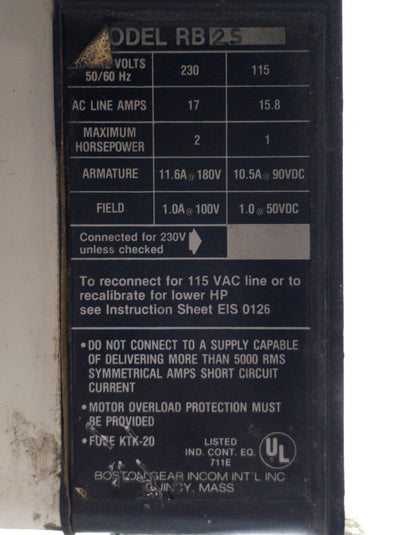 ODEL RB2S
VOLTS 230 115
50/60 Hz
AC LINE AMPS 17 15.8
MAXIMUM
HORSEPOWER 2 1
ARMATURE 11.6A@180V 10.5A@90VDC
FIELD 1.0A@100V 1.0@50VDC
Connected for 230V
unless checked
To reconnect for 115 VAC line or to
recalibrate for lower HP
see Instruction Sheet EIS 0126
•DO NOT CONNECT TO A SUPPLY CAPABLE
OF DELIVERING MORE THAN 5000 RMS
SYMMETRICAL AMPS SHORT CIRCUIT
CURRENT
•MOTOR OVERLOAD PROTECTION MUST
BE PROVIDED
•FUSE KTK-20
LISTED
IND. CONT. EQ.
711E
UL
BOSTON GEAR INCOM INT'L INC
QUINCY, MASS